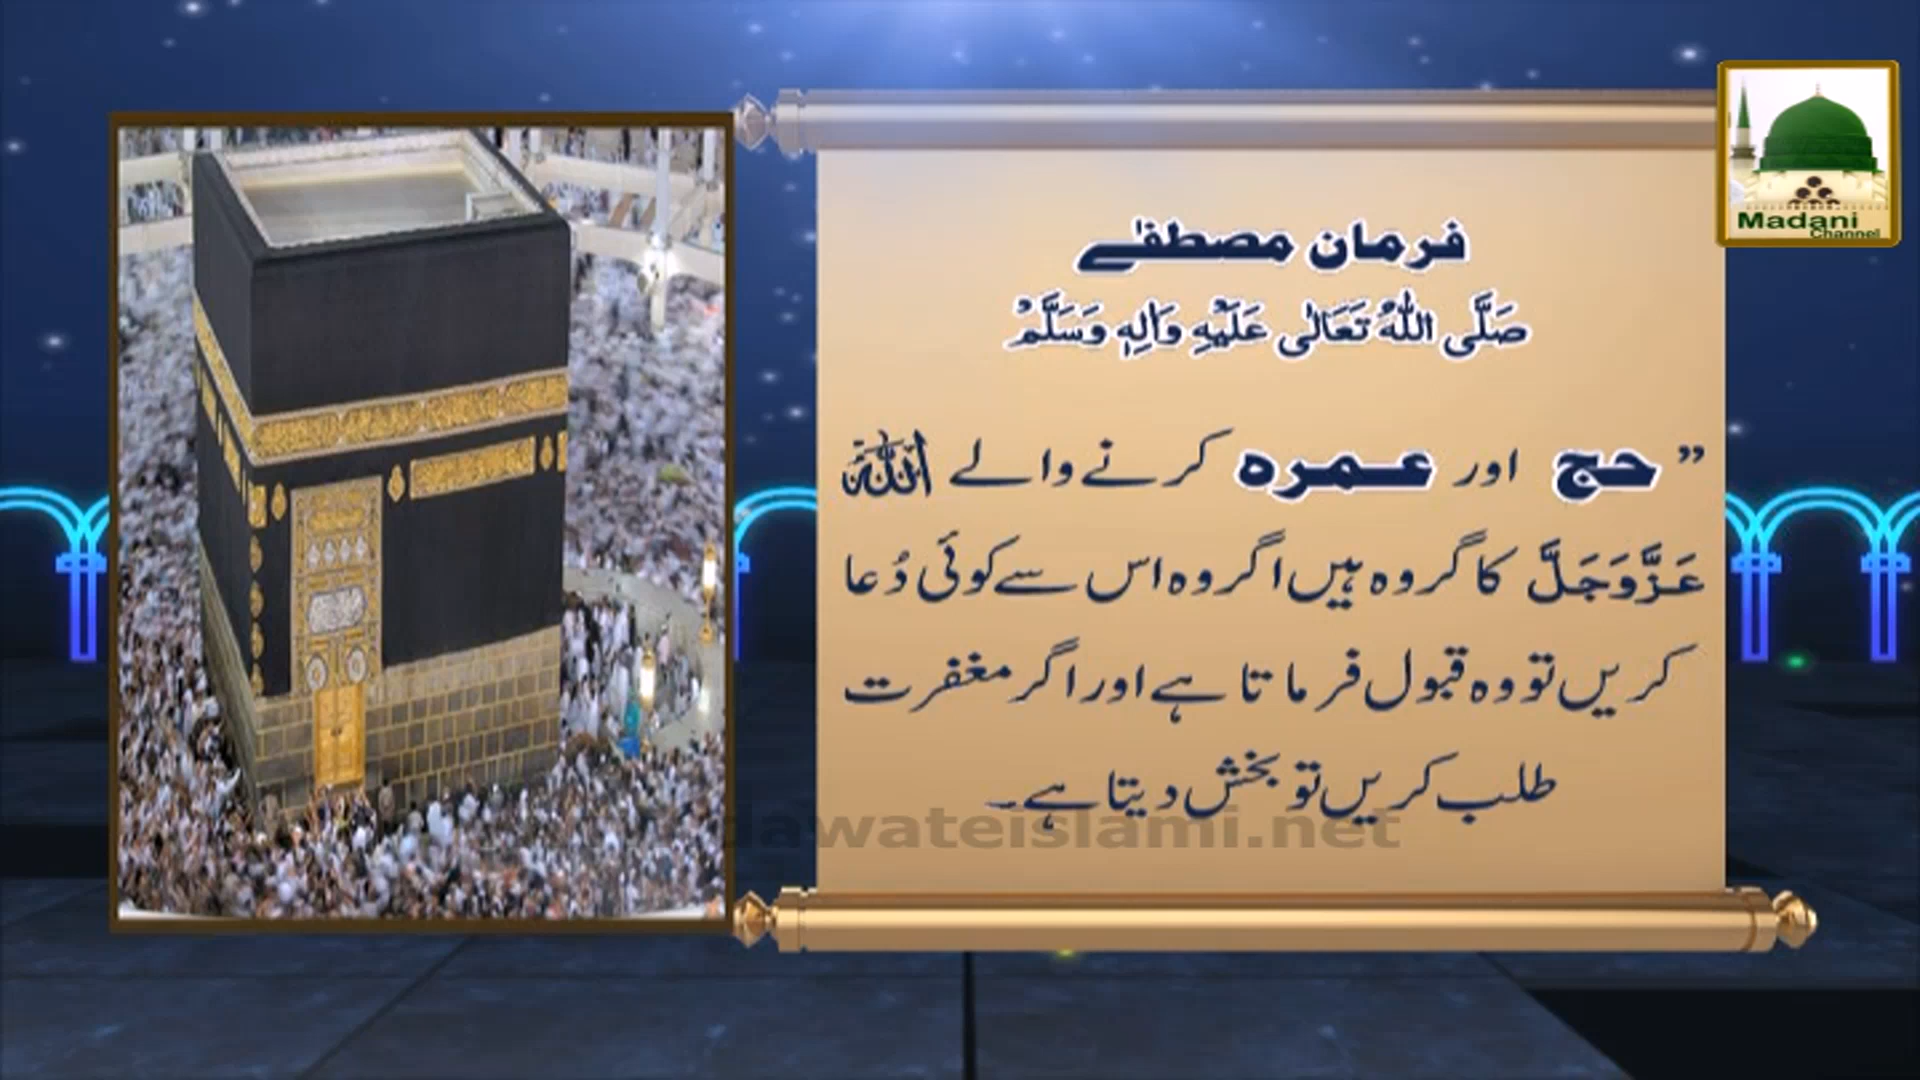 Madani
Channel
فرمان مصطفٰے
صَلَّی اللّٰہُ تَعَالٰی عَلَیْہِ وَاٰلِہٖ وَسَلَّمْ
” حج اور عمرہ کرنے والے اَللّٰہ
عَزَّوَجَلَّ کا گروہ ہیں اگر وہ اس سے کوئی دُعا
کریں تو وہ قبول فرماتا ہے اور اگر مغفرت
طلب کریں تو بخش دیتا ہے۔
dawateislami.net